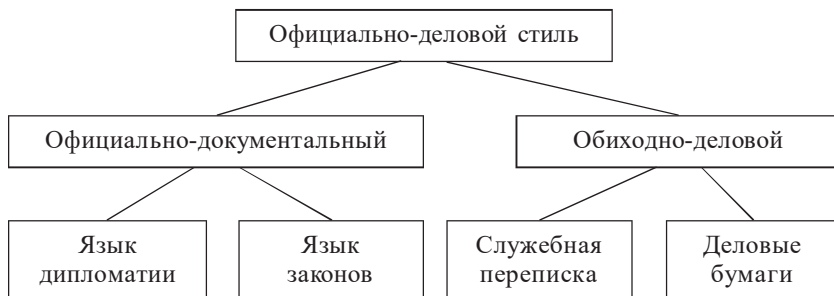 Официально-деловой стиль
Официально-документальный
Обиходно-деловой
Язык
дипломатии
Язык
законов
Служебная
переписка
Деловые
бумаги